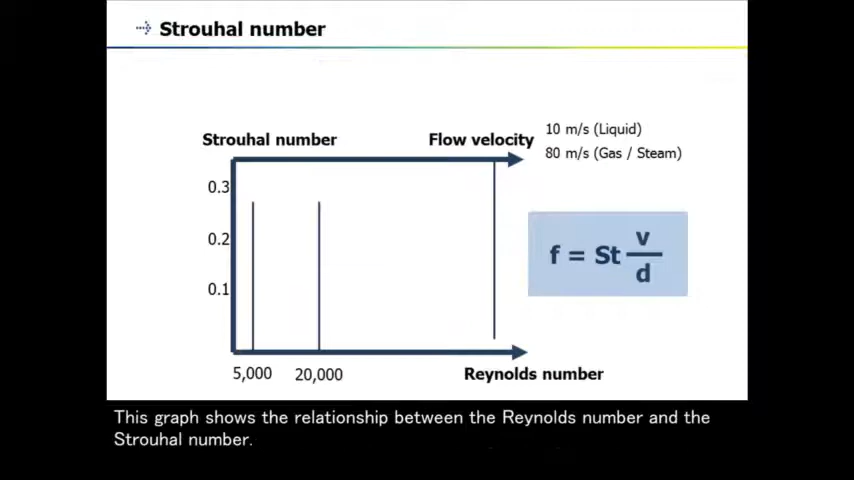 Strouhal number
Strouhal number
Flow velocity
10 m/s (Liquid)
80 m/s (Gas / Steam)
0.3
0.2
0.1
f = St v/d
5,000
20,000
Reynolds number
This graph shows the relationship between the Reynolds number and the
Strouhal number.